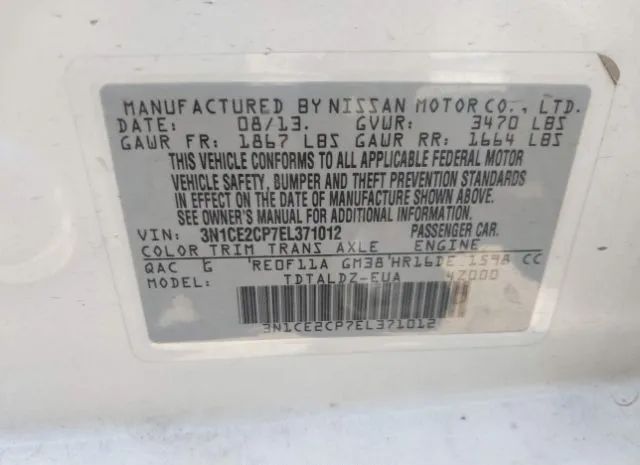 MANUFACTURED BY NISSAN MOTOR CO., LTD.
DATE: 08/13. GVWR: 3470 LBS
GAWR FR: 1867 LBS GAWR RR: 1664 LBS
THIS VEHICLE CONFORMS TO ALL APPLICABLE FEDERAL MOTOR
VEHICLE SAFETY, BUMPER AND THEFT PREVENTION STANDARDS
IN EFFECT ON THE DATE OF MANUFACTURE SHOWN ABOVE.
SEE OWNER'S MANUAL FOR ADDITIONAL INFORMATION.
VIN: 3N1CE2CP7EL371012 PASSENGER CAR.
COLOR TRIM TRANS AXLE ENGINE
QAC G 'RE0F11A GM38'HR16DE 1598 CC
MODEL: TDTALDZ-EUA 4Z000
3N1CE2CP7EL371012